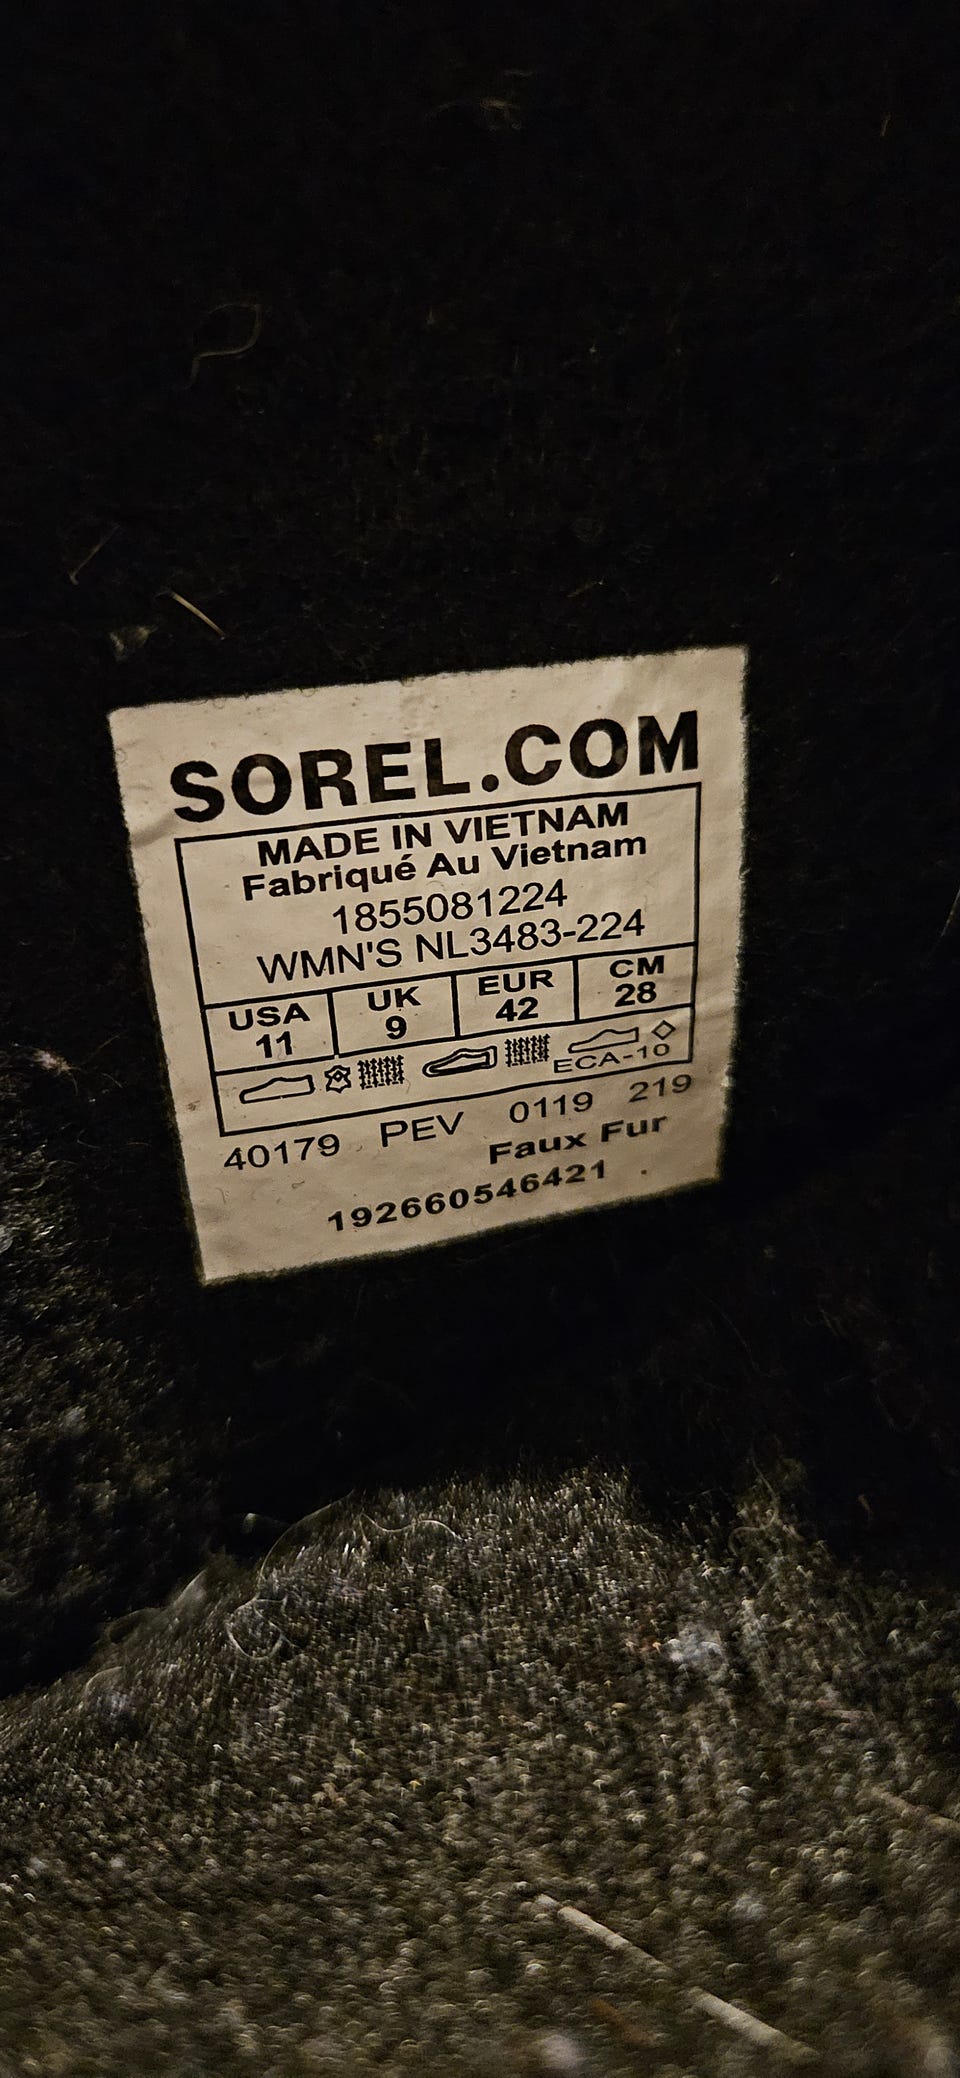 SOREL.COM
MADE IN VIETNAM
Fabriqué Au Vietnam
1855081224
WMN'S NL3483-224
USA UK EUR CM
11 9 42 28
ECA-10
40179 PEV 0119 219
Faux Fur
192660546421